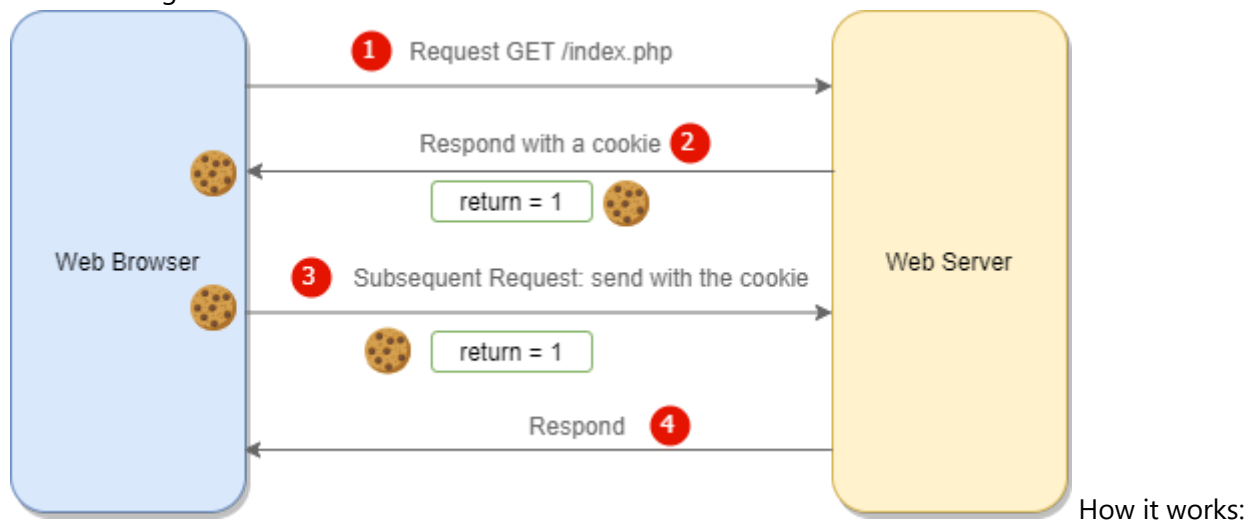 1 Request GET /index.php
Respond with a cookie 2
return = 1
Web Browser
Web Server
3 Subsequent Request: send with the cookie
return = 1
Respond 4
How it works: